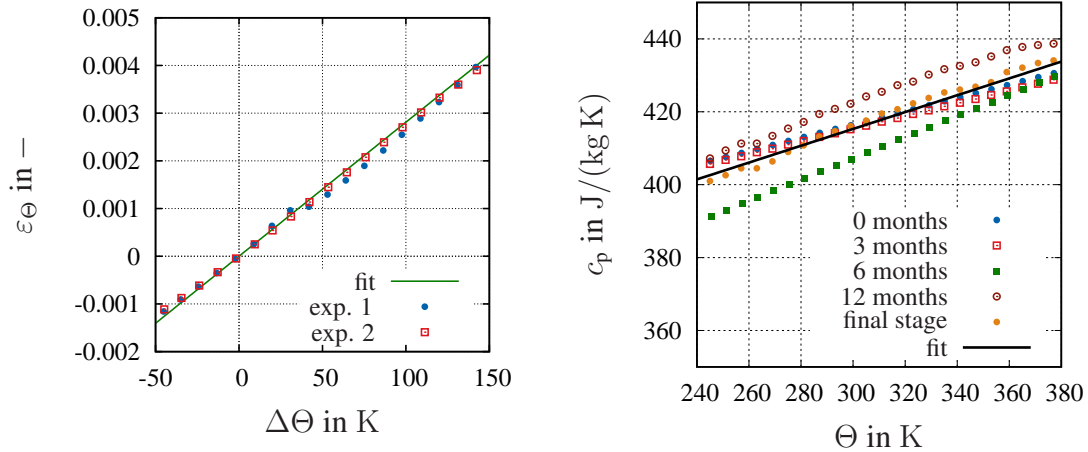 0.005
0.004
0.003
0.002
0.001
0
-0.001
-0.002
-50
0
50
100
150
εΘ in —
ΔΘ in K
fit
exp. 1
exp. 2
440
420
400
380
360
240
260
280
300
320
340
360
380
cp in J/(kg K)
Θ in K
0 months
3 months
6 months
12 months
final stage
fit